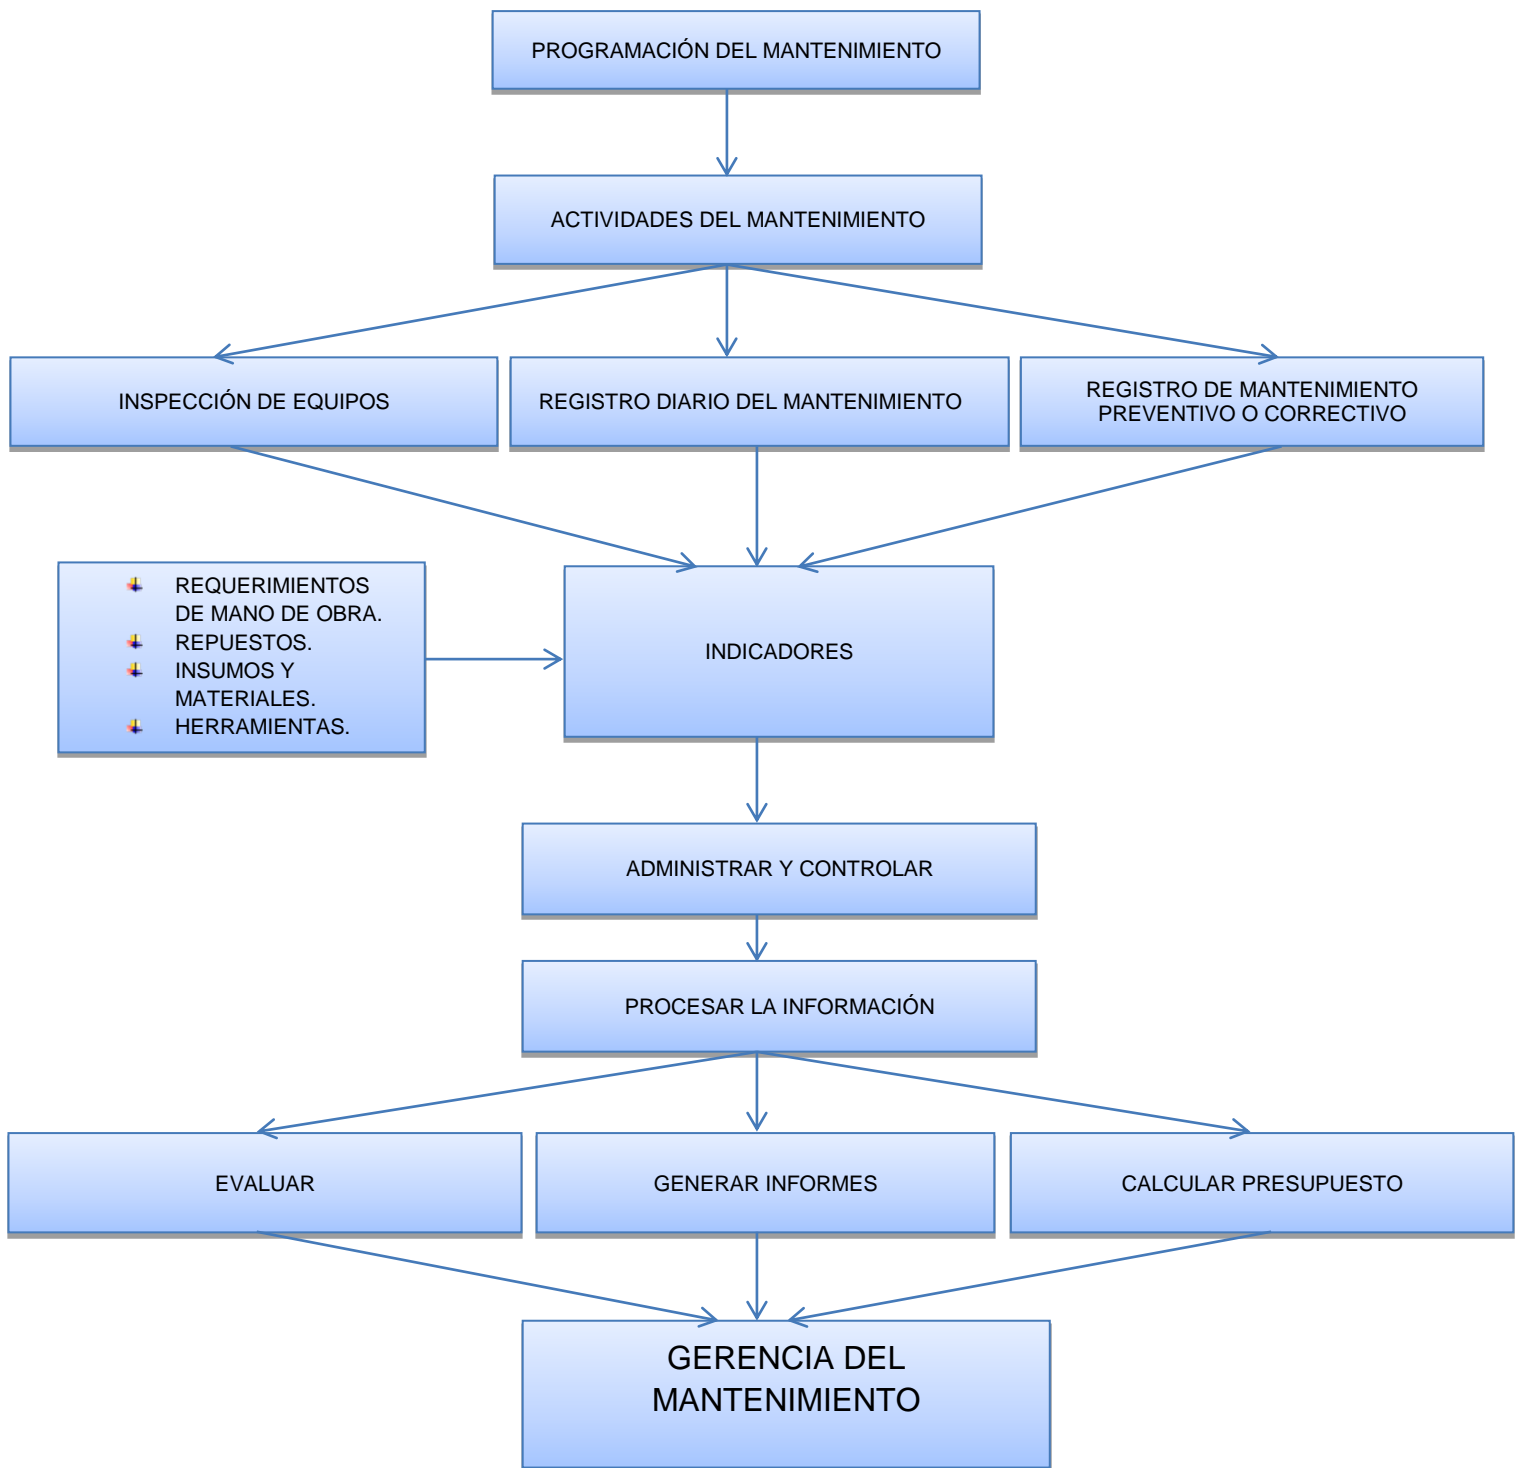 PROGRAMACIÓN DEL MANTENIMIENTO
ACTIVIDADES DEL MANTENIMIENTO
INSPECCIÓN DE EQUIPOS
REGISTRO DIARIO DEL MANTENIMIENTO
REGISTRO DE MANTENIMIENTO
PREVENTIVO O CORRECTIVO
REQUERIMIENTOS
DE MANO DE OBRA.
REPUESTOS.
INSUMOS Y
MATERIALES.
HERRAMIENTAS.
INDICADORES
ADMINISTRAR Y CONTROLAR
PROCESAR LA INFORMACIÓN
EVALUAR
GENERAR INFORMES
CALCULAR PRESUPUESTO
GERENCIA DEL
MANTENIMIENTO